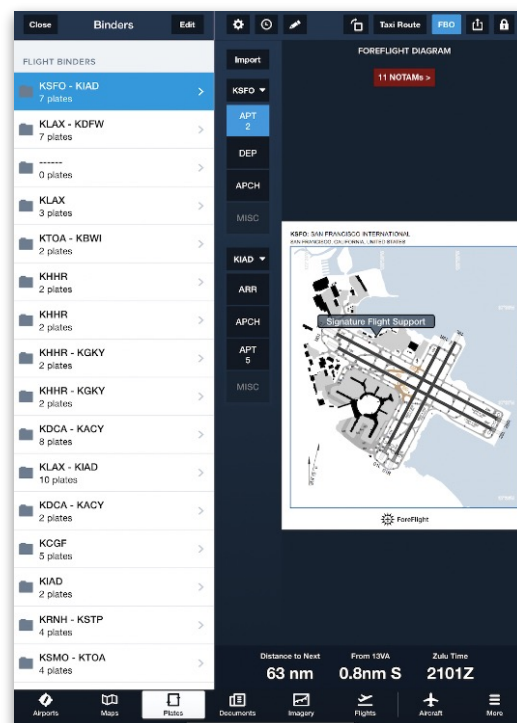 Close
Binders
Edit
FLIGHT BINDERS
KSFO - KIAD
7 plates
KLAX - KDFW
7 plates
------
0 plates
KLAX
3 plates
KTOA - KBWI
2 plates
KHHR
2 plates
KHHR
2 plates
KHHR - KGKY
2 plates
KHHR - KGKY
2 plates
KDCA - KACY
8 plates
KLAX - KIAD
10 plates
KDCA - KACY
2 plates
KCGF
5 plates
KIAD
2 plates
KRNH - KSTP
4 plates
KSMO - KTOA
4 plates
Taxi Route
FBO
Import
KSFO
APT
2
DEP
APCH
MISC
KIAD
ARR
APCH
APT
5
MISC
FOREFLIGHT DIAGRAM
11 NOTAMs >
KSFO: SAN FRANCISCO INTERNATIONAL
SAN FRANCISCO, CALIFORNIA, UNITED STATES
Signature Flight Support
ForeFlight
Distance to Next
63 nm
From 13VA
0.8nm S
Zulu Time
2101Z
Airports
Maps
Plates
Documents
Imagery
Flights
Aircraft
More